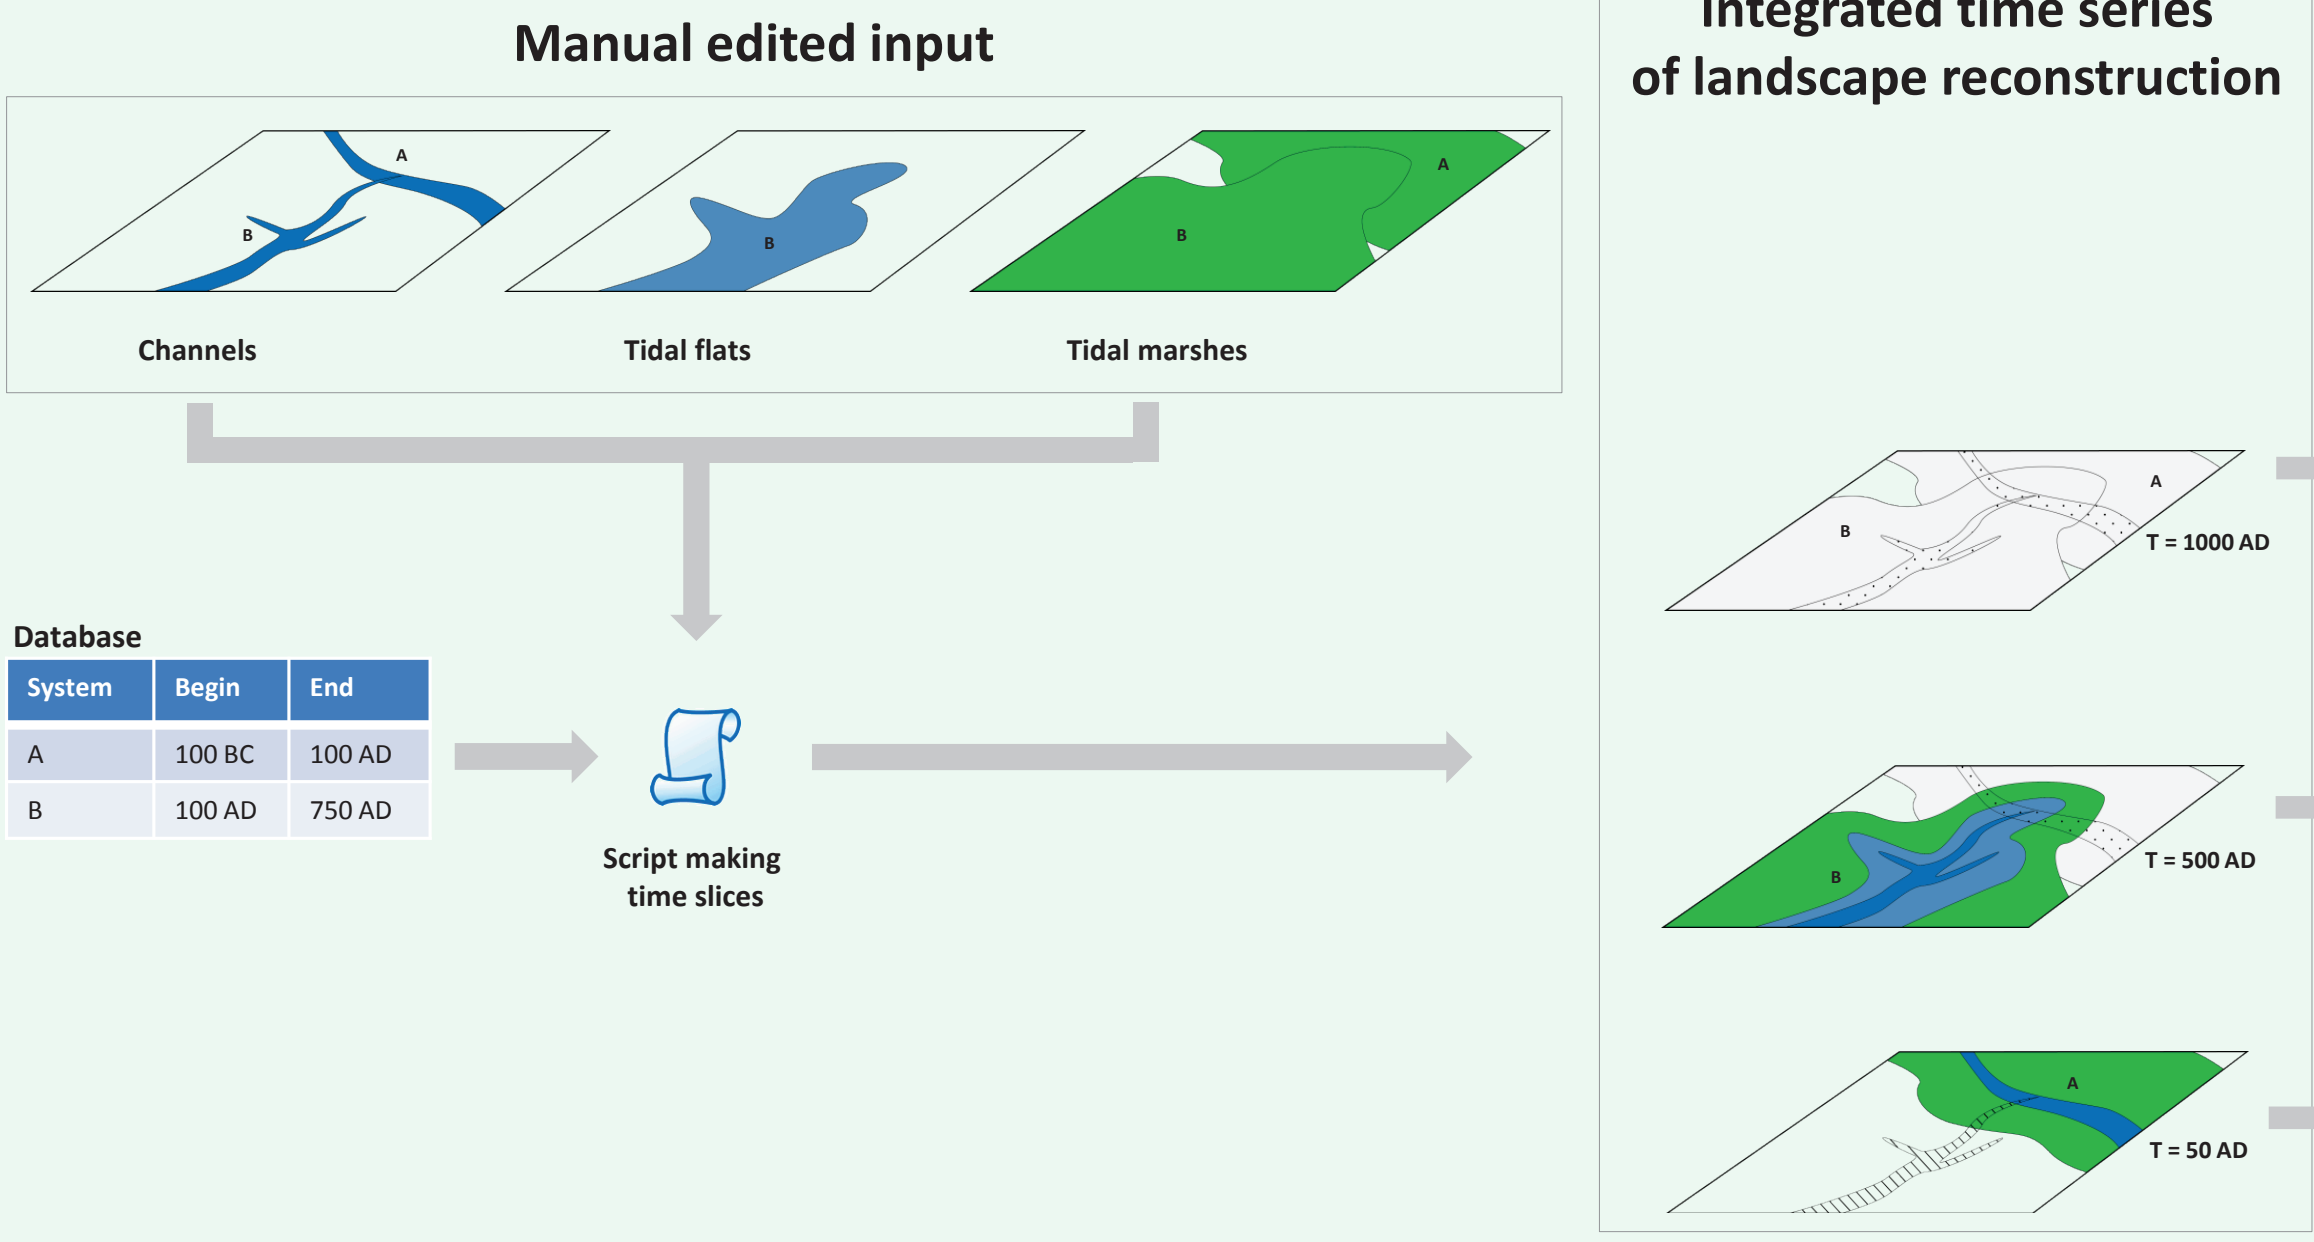 Manual edited input
A
B
Channels
B
Tidal flats
A
B
Tidal marshes
Database
System Begin End
A 100 BC 100 AD
B 100 AD 750 AD
Script making
time slices
Integrated time series
of landscape reconstruction
A
B
T = 1000 AD
B
T = 500 AD
A
T = 50 AD